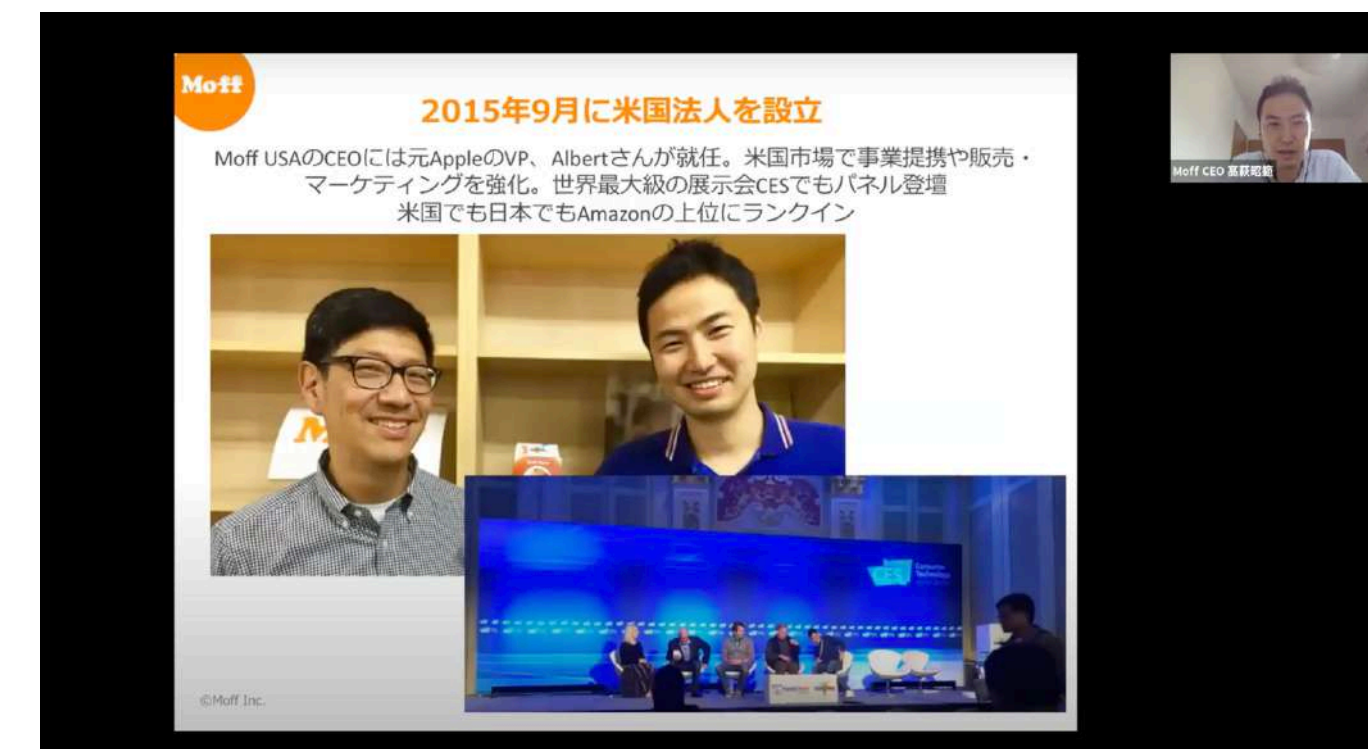 Moff
2015年9月に米国法人を設立
Moff USAのCEOには元AppleのVP、Albertさんが就任。米国市場で事業提携や販売・
マーケティングを強化。世界最大級の展示会CESでもパネル登壇
米国でも日本でもAmazonの上位にランクイン
CES
Consumer
Technology
©Moff Inc.
Moff CEO 高萩昭範